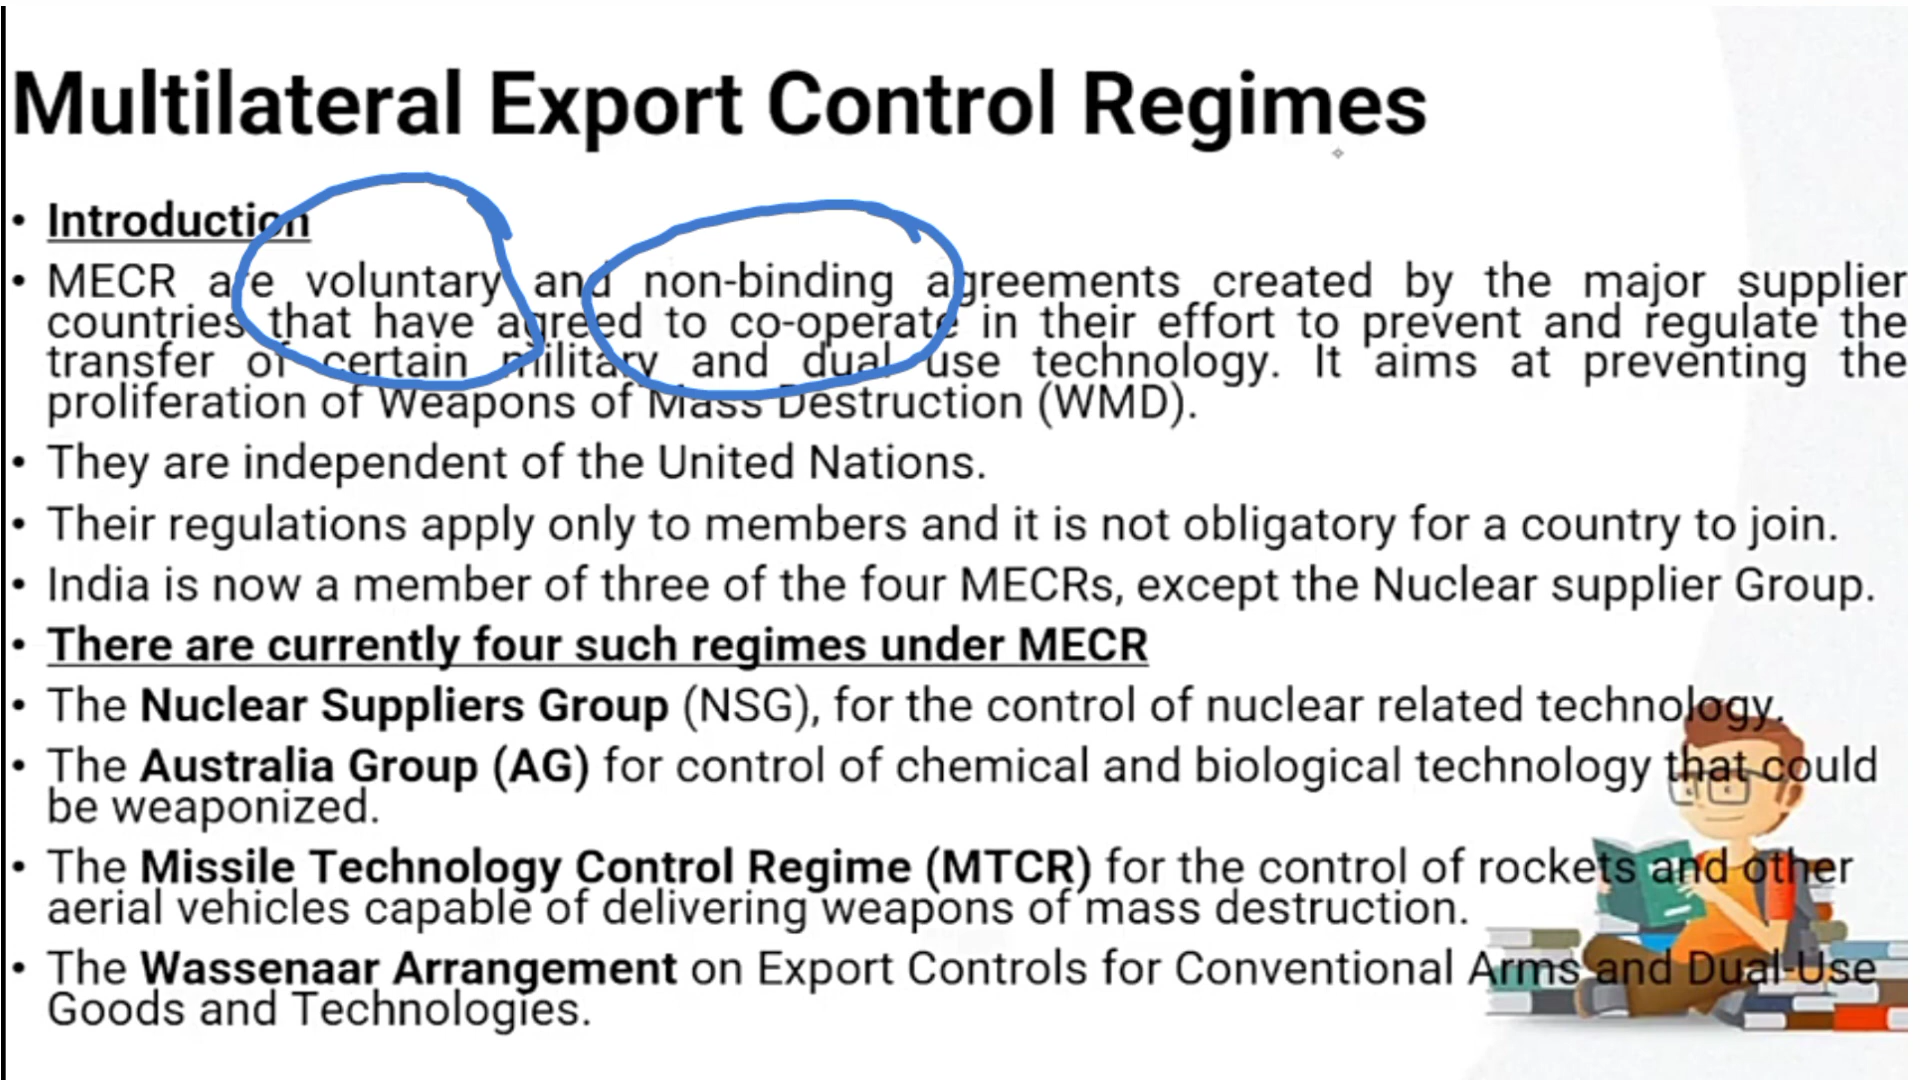 Multilateral Export Control Regimes
• Introduction
• MECR are voluntary and non-binding agreements created by the major supplier
countries that have agreed to co-operate in their effort to prevent and regulate the
transfer of certain military and dual use technology. It aims at preventing the
proliferation of Weapons of Mass Destruction (WMD).
• They are independent of the United Nations.
• Their regulations apply only to members and it is not obligatory for a country to join.
• India is now a member of three of the four MECRs, except the Nuclear supplier Group.
• There are currently four such regimes under MECR
• The Nuclear Suppliers Group (NSG), for the control of nuclear related technology.
• The Australia Group (AG) for control of chemical and biological technology that could
be weaponized.
• The Missile Technology Control Regime (MTCR) for the control of rockets and other
aerial vehicles capable of delivering weapons of mass destruction.
• The Wassenaar Arrangement on Export Controls for Conventional Arms and Dual-Use
Goods and Technologies.